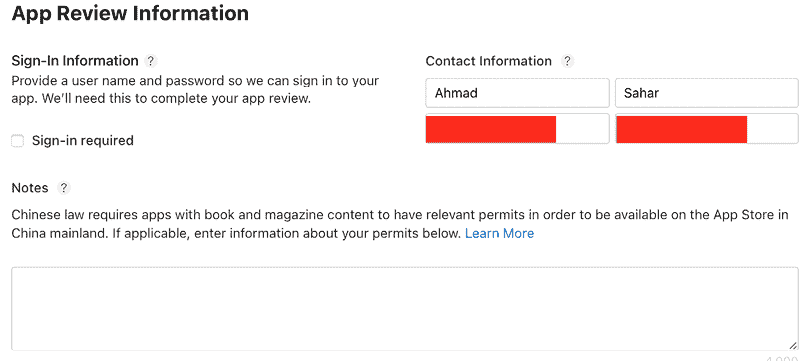 App Review Information
Sign-In Information ?
Provide a user name and password so we can sign in to your
app. We'll need this to complete your app review.
Sign-in required
Contact Information ?
Ahmad
Sahar
Notes ?
Chinese law requires apps with book and magazine content to have relevant permits in order to be available on the App Store in
China mainland. If applicable, enter information about your permits below. Learn More